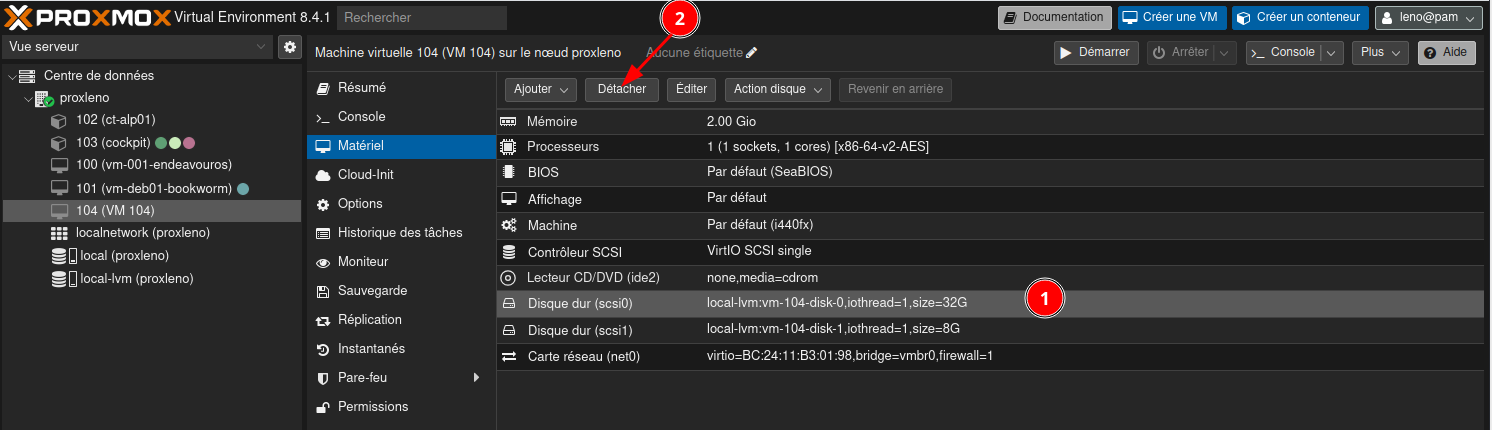 PROXMOX Virtual Environment 8.4.1 Rechercher 2 Documentation Créer une VM Créer un conteneur leno@pam
Vue serveur
Machine virtuelle 104 (VM 104) sur le nœud proxleno Aucune étiquette Démarrer Arrêter Console Plus Aide
Centre de données
proxleno
102 (ct-alp01)
103 (cockpit)
100 (vm-001-endeavouros)
101 (vm-deb01-bookworm)
104 (VM 104)
localnetwork (proxleno)
local (proxleno)
local-lvm (proxleno)
Résumé
Console
Matériel
Cloud-Init
Options
Historique des tâches
Moniteur
Sauvegarde
Réplication
Instantanés
Pare-feu
Permissions
Ajouter Détacher Éditer Action disque Revenir en arrière
Mémoire 2.00 Gio
Processeurs 1 (1 sockets, 1 cores) [x86-64-v2-AES]
BIOS Par défaut (SeaBIOS)
Affichage Par défaut
Machine Par défaut (i440fx)
Contrôleur SCSI VirtIO SCSI single
Lecteur CD/DVD (ide2) none,media=cdrom
Disque dur (scsi0) local-lvm:vm-104-disk-0,iothread=1,size=32G 1
Disque dur (scsi1) local-lvm:vm-104-disk-1,iothread=1,size=8G
Carte réseau (net0) virtio=BC:24:11:B3:01:98,bridge=vmbr0,firewall=1